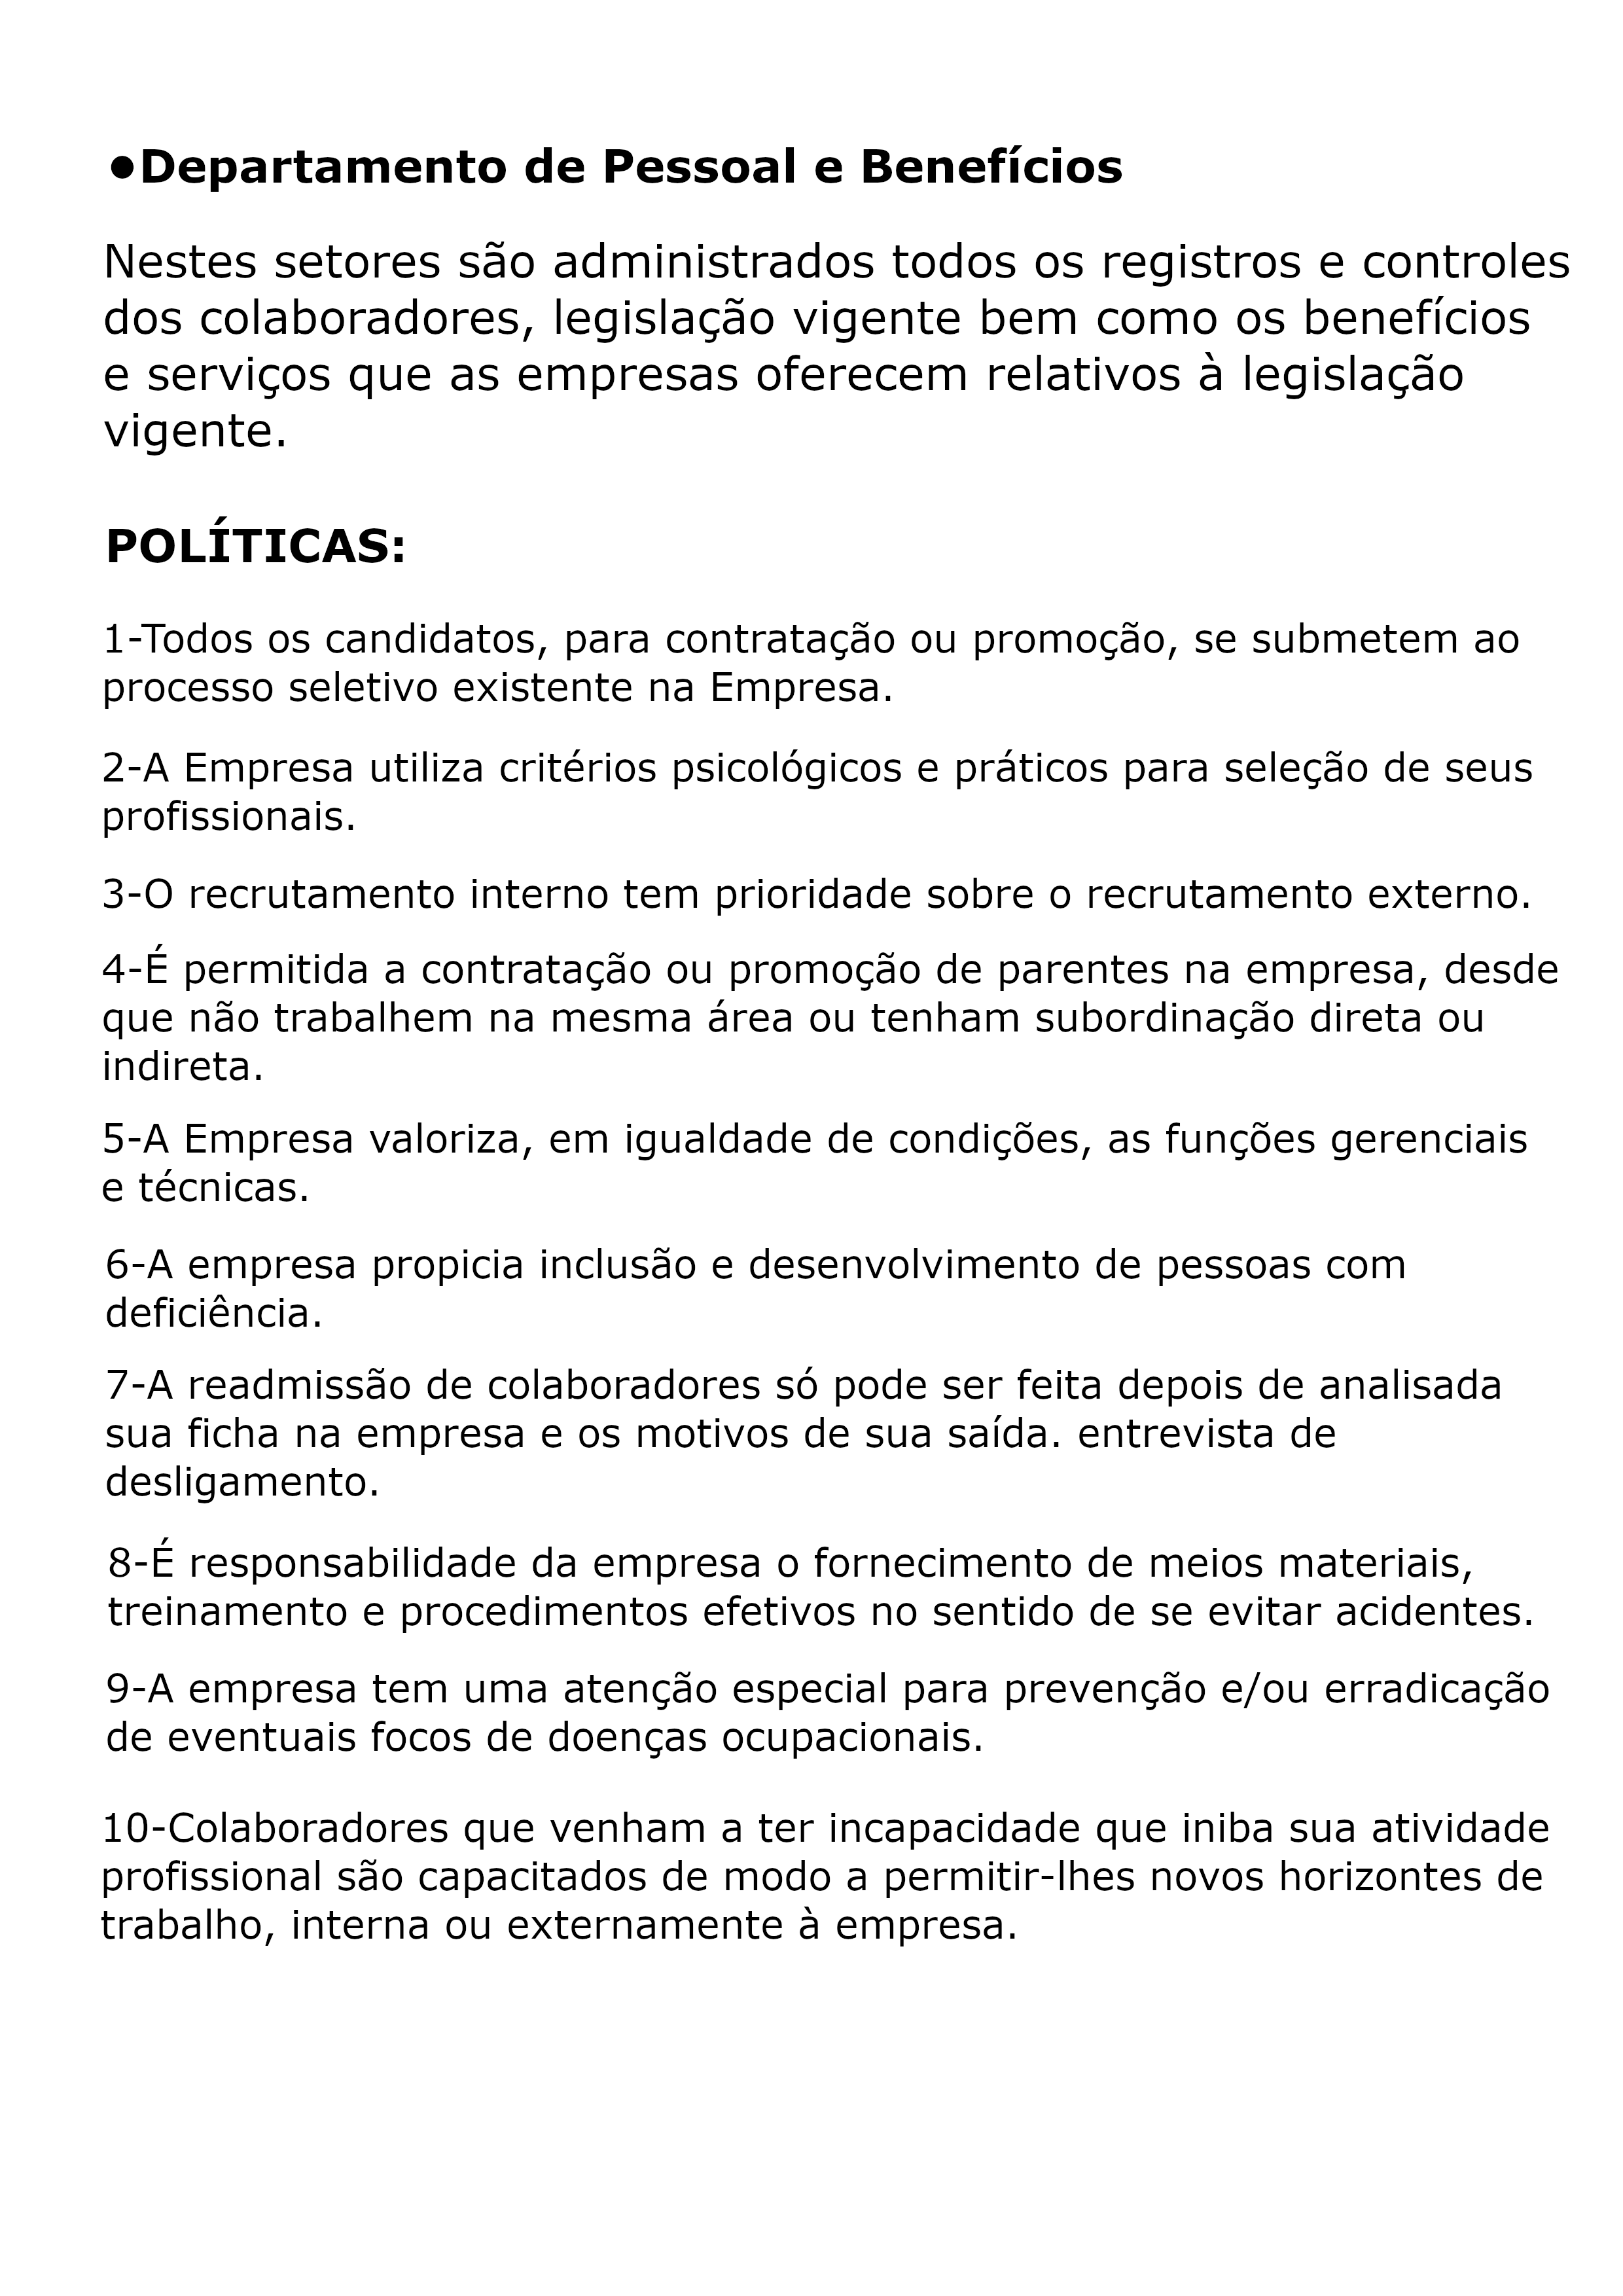 ●Departamento de Pessoal e Benefícios
Nestes setores são administrados todos os registros e controles
dos colaboradores, legislação vigente bem como os benefícios
e serviços que as empresas oferecem relativos à legislação
vigente.
POLÍTICAS:
1-Todos os candidatos, para contratação ou promoção, se submetem ao
processo seletivo existente na Empresa.
2-A Empresa utiliza critérios psicológicos e práticos para seleção de seus
profissionais.
3-O recrutamento interno tem prioridade sobre o recrutamento externo.
4-É permitida a contratação ou promoção de parentes na empresa, desde
que não trabalhem na mesma área ou tenham subordinação direta ou
indireta.
5-A Empresa valoriza, em igualdade de condições, as funções gerenciais
e técnicas.
6-A empresa propicia inclusão e desenvolvimento de pessoas com
deficiência.
7-A readmissão de colaboradores só pode ser feita depois de analisada
sua ficha na empresa e os motivos de sua saída. entrevista de
desligamento.
8-É responsabilidade da empresa o fornecimento de meios materiais,
treinamento e procedimentos efetivos no sentido de se evitar acidentes.
9-A empresa tem uma atenção especial para prevenção e/ou erradicação
de eventuais focos de doenças ocupacionais.
10-Colaboradores que venham a ter incapacidade que iniba sua atividade
profissional são capacitados de modo a permitir-lhes novos horizontes de
trabalho, interna ou externamente à empresa.